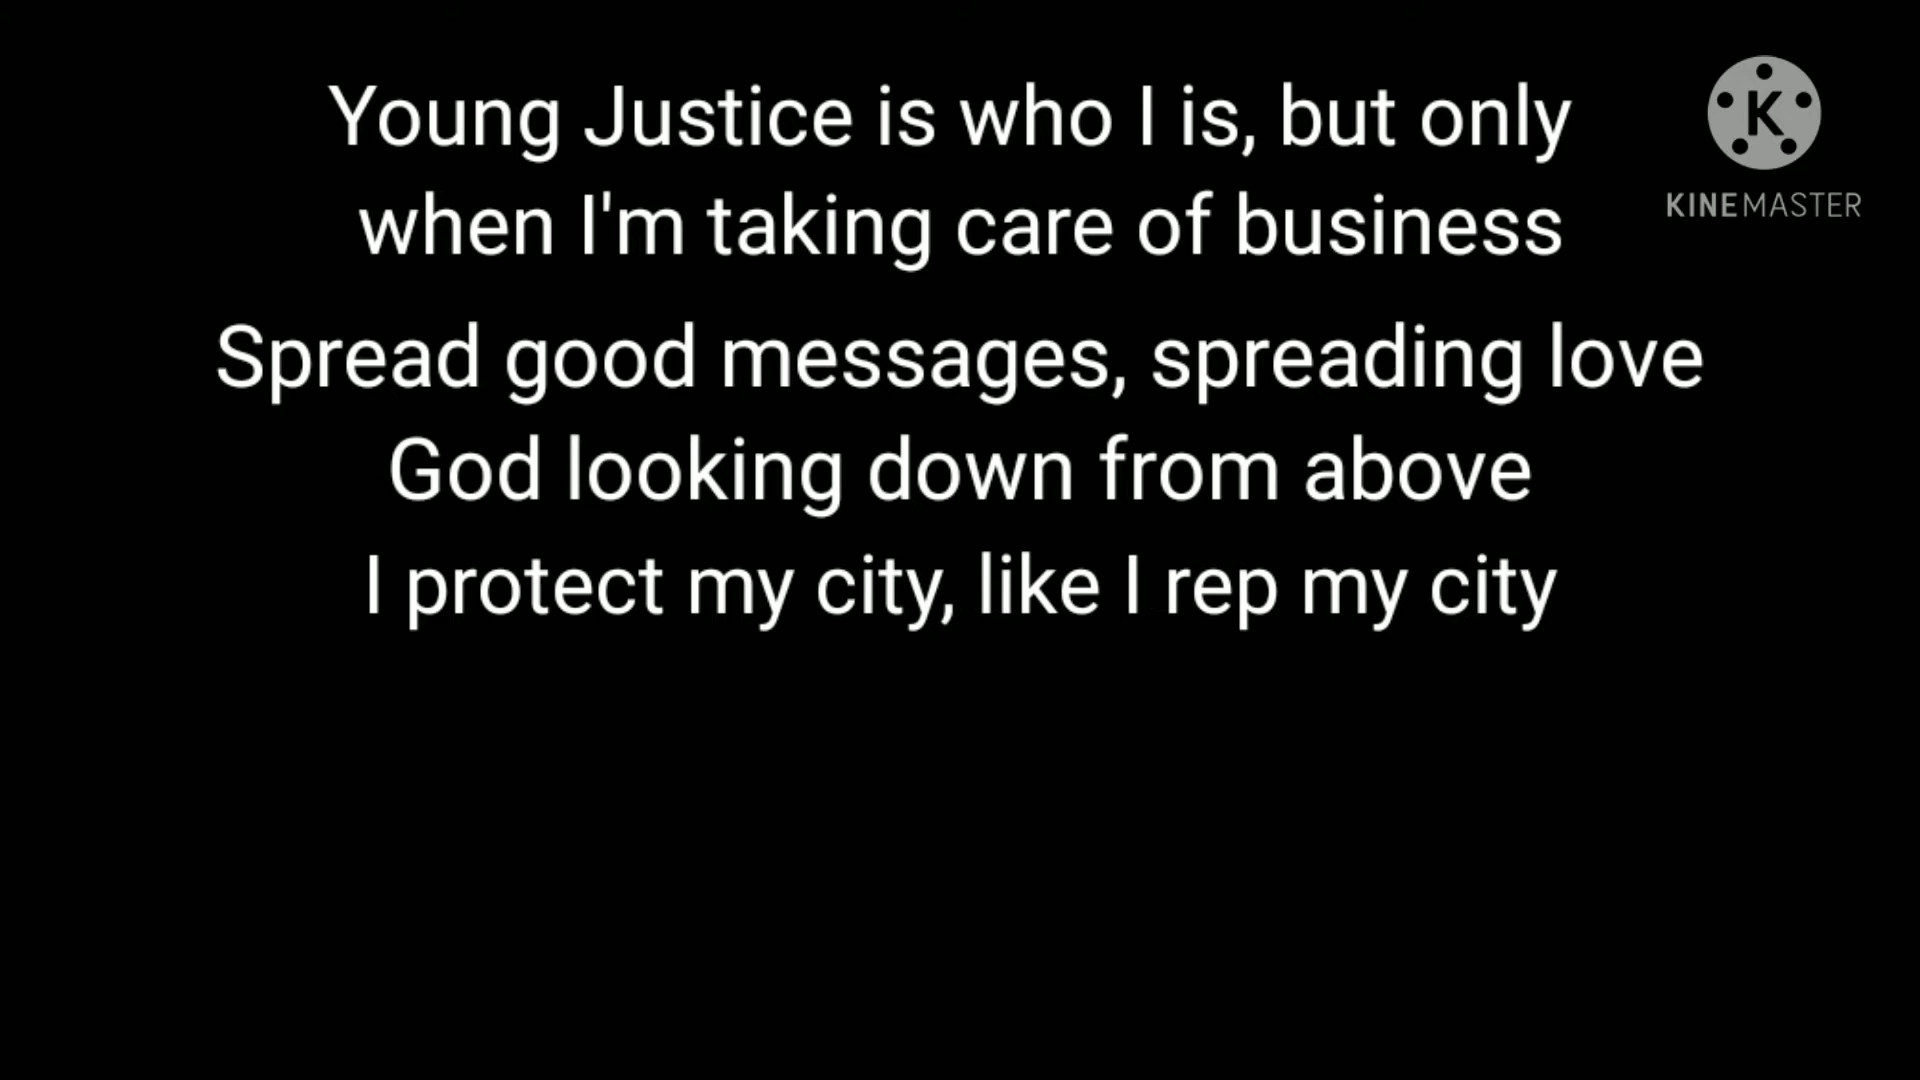 Young Justice is who I is, but only
when I'm taking care of business
Spread good messages, spreading love
God looking down from above
I protect my city, like I rep my city
K
KINEMASTER